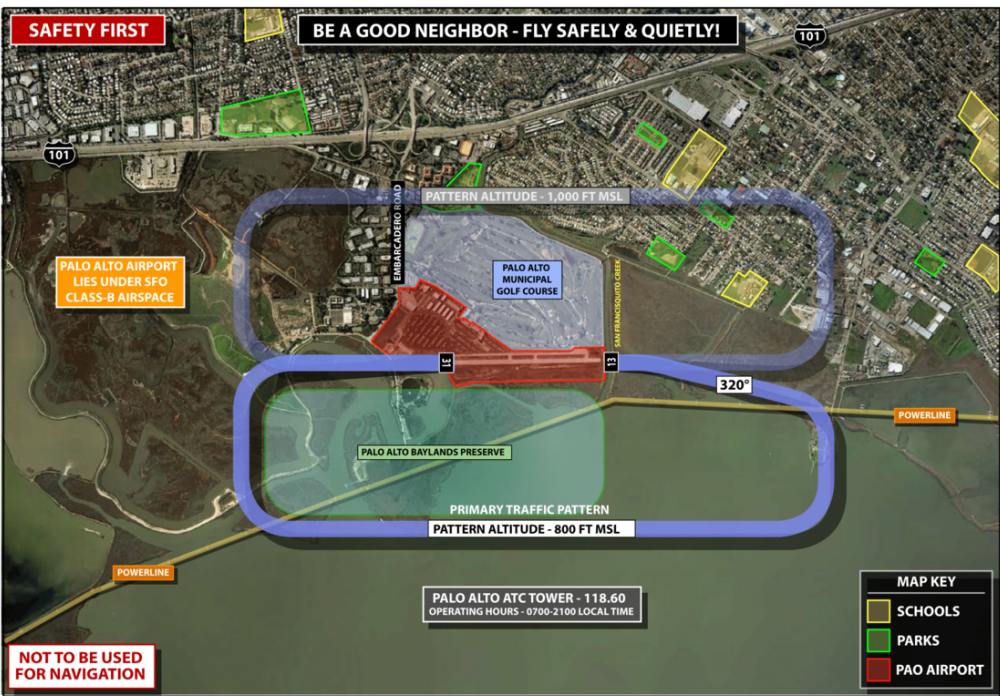 SAFETY FIRST
BE A GOOD NEIGHBOR - FLY SAFELY & QUIETLY!
101
101
PATTERN ALTITUDE - 1,000 FT MSL
EMBARCADERO ROAD
PALO ALTO AIRPORT
LIES UNDER SFO
CLASS-B AIRSPACE
PALO ALTO
MUNICIPAL
GOLF COURSE
SAN FRANCISQUITO CREEK
31
13
320°
POWERLINE
PALO ALTO BAYLANDS PRESERVE
PRIMARY TRAFFIC PATTERN
PATTERN ALTITUDE - 800 FT MSL
POWERLINE
PALO ALTO ATC TOWER - 118.60
OPERATING HOURS - 0700-2100 LOCAL TIME
MAP KEY
SCHOOLS
PARKS
PAO AIRPORT
NOT TO BE USED
FOR NAVIGATION